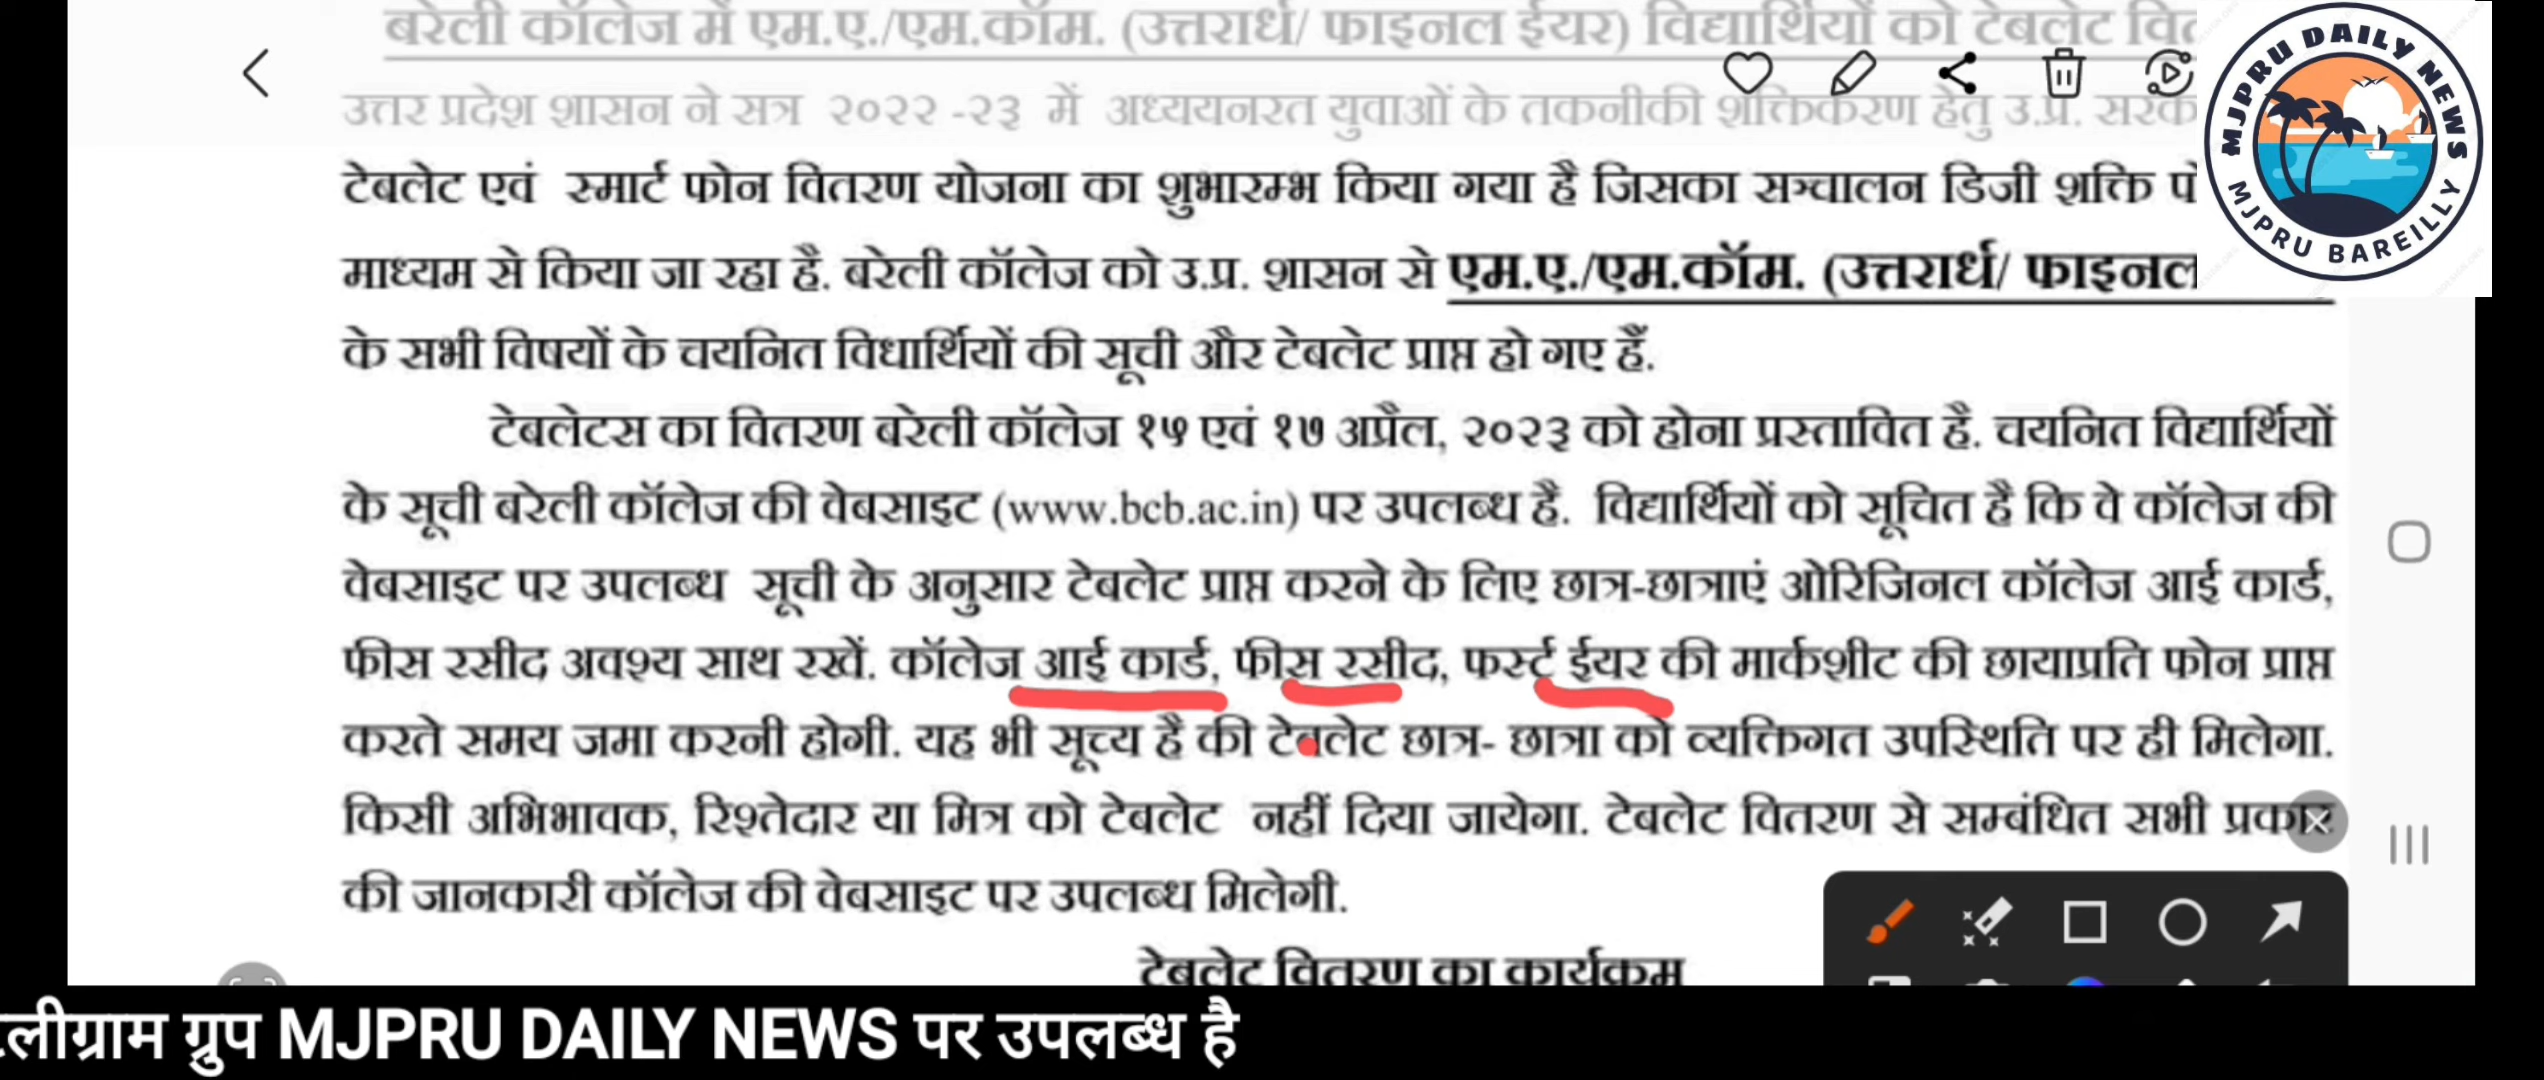 बरेली कॉलेज में एम.ए./एम.कॉम. (उत्तरार्ध/ फाइनल ईयर) विद्यार्थियों को टेबलेट
उत्तर प्रदेश शासन ने सत्र २०२२ -२३ में अध्ययनरत युवाओं के तकनीकी शक्तिकरण हेतु उ.प्र.
टेबलेट एवं स्मार्ट फोन वितरण योजना का शुभारम्भ किया गया है जिसका सञ्चालन डिजी शक्ति
माध्यम से किया जा रहा है. बरेली कॉलेज को उ.प्र. शासन से एम.ए./एम.कॉम. (उत्तरार्ध/ फाइनल
के सभी विषयों के चयनित विधार्थियों की सूची और टेबलेट प्राप्त हो गए हैं.
टेबलेटस का वितरण बरेली कॉलेज १५ एवं १७ अप्रैल, २०२३ को होना प्रस्तावित है. चयनित विद्यार्थियों
के सूची बरेली कॉलेज की वेबसाइट (www.bcb.ac.in) पर उपलब्ध है. विद्यार्थियों को सूचित है कि वे कॉलेज की
वेबसाइट पर उपलब्ध सूची के अनुसार टेबलेट प्राप्त करने के लिए छात्र-छात्राएं ओरिजिनल कॉलेज आई कार्ड,
फीस रसीद अवश्य साथ रखें. कॉलेज आई कार्ड, फीस रसीद, फर्स्ट ईयर की मार्कशीट की छायाप्रति फोन प्राप्त
करते समय जमा करनी होगी. यह भी सूच्य है की टेबलेट छात्र- छात्रा को व्यक्तिगत उपस्थिति पर ही मिलेगा.
किसी अभिभावक, रिश्तेदार या मित्र को टेबलेट नहीं दिया जायेगा. टेबलेट वितरण से सम्बंधित सभी प्रकार
की जानकारी कॉलेज की वेबसाइट पर उपलब्ध मिलेगी.
टेबलेट वितरण का कार्यक्रम
MJPRU DAILY NEWS
MJPRU BAREILLY
ग्रुप MJPRU DAILY NEWS पर उपलब्ध है